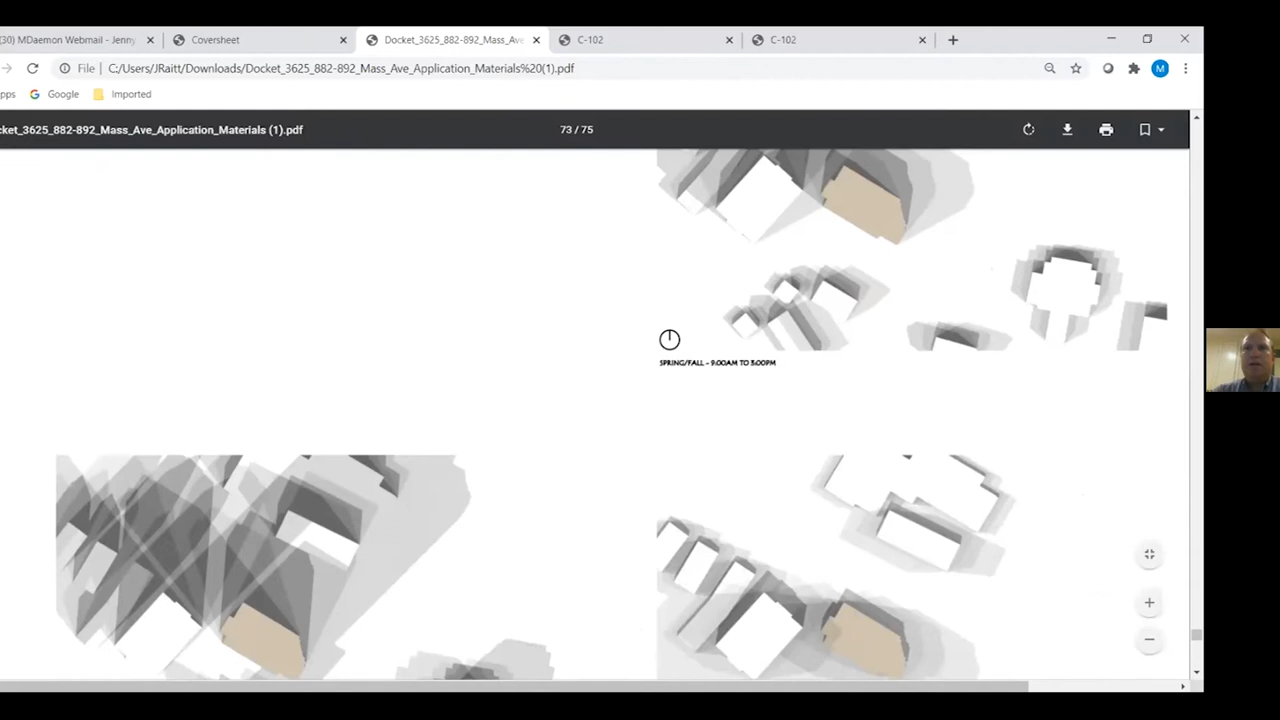 (30) MDaemon Webmail - Jenny
Coversheet
Docket_3625_882-892_Mass_Ave
C-102
C-102
File
C:/Users/JRaitt/Downloads/Docket_3625_882-892_Mass_Ave_Application_Materials%20(1).pdf
M
pps
Google
Imported
cket_3625_882-892_Mass_Ave_Application_Materials (1).pdf
73 / 75
SPRING/FALL - 9:00AM TO 3:00PM